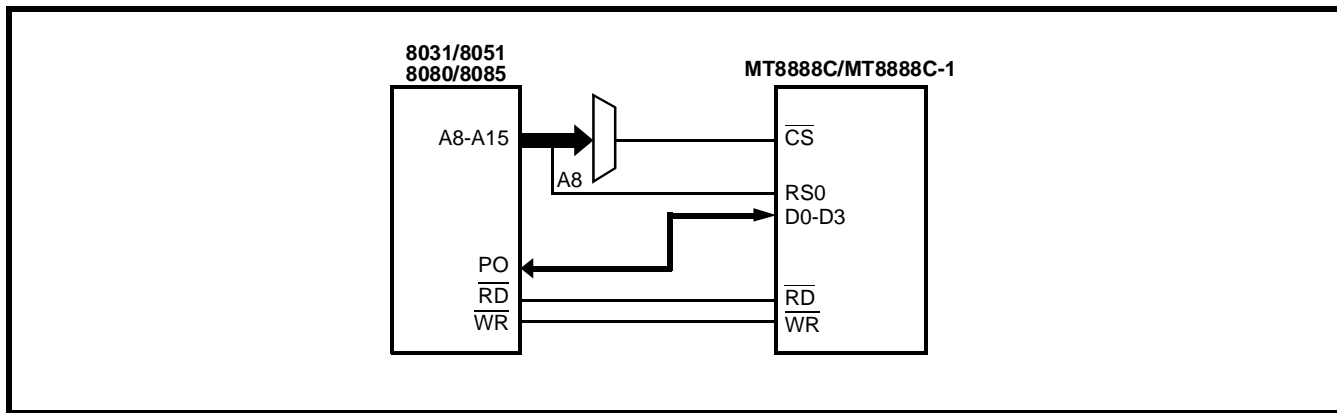 8031/8051
8080/8085
MT8888C/MT8888C-1
A8-A15
CS
A8
RS0
D0-D3
PO
RD
RD
WR
WR